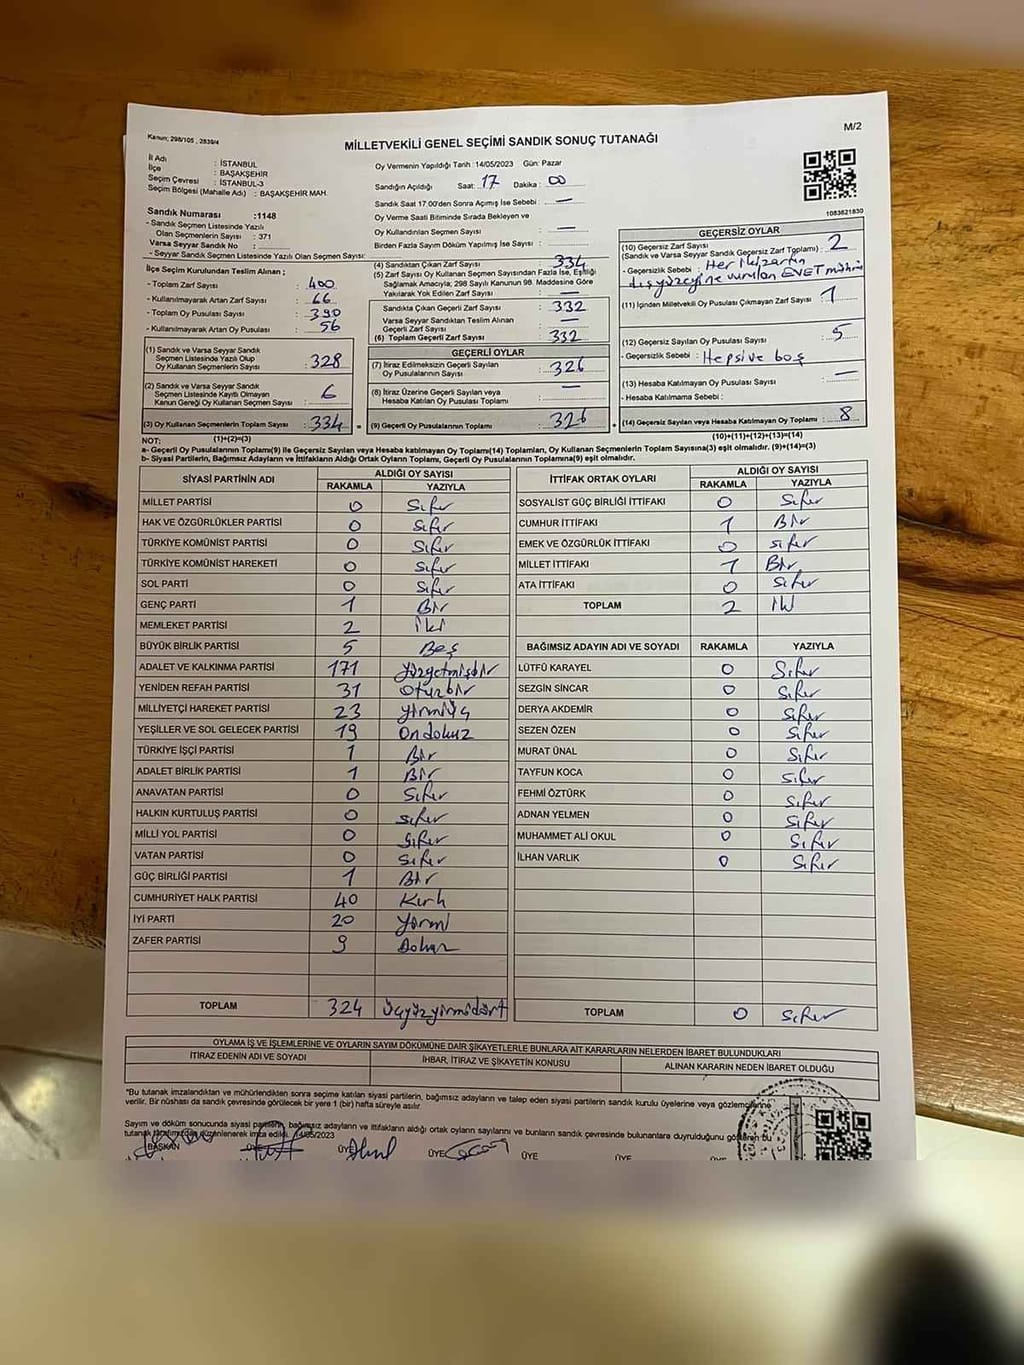 Kanun; 298/105 , 2839/4
M/2
MİLLETVEKİLİ GENEL SEÇİMİ SANDIK SONUÇ TUTANAĞI
İl Adı : İSTANBUL
İlçe : BAŞAKŞEHİR
Seçim Çevresi : İSTANBUL-3
Seçim Bölgesi (Mahalle Adı) : BAŞAKŞEHİR MAH.
Sandık Numarası :1148
- Sandık Seçmen Listesinde Yazılı
Olan Seçmenlerin Sayısı : 371
Varsa Seyyar Sandık No :
- Seyyar Sandık Seçmen Listesinde Yazılı Olan Seçmen Sayısı:
Oy Vermenin Yapıldığı Tarih :14/05/2023 Gün: Pazar
Sandığın Açıldığı Saat: 17 Dakika : 00
Sandık Saat 17.00'den Sonra Açmış İse Sebebi : —
Oy Verme Saati Bitiminde Sırada Bekleyen ve
Oy Kullandırılan Seçmen Sayısı : —
Birden Fazla Sayım Döküm Yapılmış İse Sayısı : —
1083821830
İlçe Seçim Kurulundan Teslim Alınan ;
- Toplam Zarf Sayısı : 400
- Kullanılmayarak Artan Zarf Sayısı : 66
- Toplam Oy Pusulası Sayısı : 390
- Kullanılmayarak Artan Oy Pusulası : 56
(4) Sandıktan Çıkan Zarf Sayısı : 334
(5) Zarf Sayısı Oy Kullanan Seçmen Sayısından Fazla İse, Eşitliği
Sağlamak Amacıyla; 298 Sayılı Kanunun 98. Maddesine Göre
Yakılarak Yok Edilen Zarf Sayısı : —
Sandıkta Çıkan Geçerli Zarf Sayısı : 332
Varsa Seyyar Sandıktan Teslim Alınan
Geçerli Zarf Sayısı : —
(6) Toplam Geçerli Zarf Sayısı : 332
GEÇERSİZ OYLAR
(10) Geçersiz Zarf Sayısı
(Sandık ve Varsa Seyyar Sandık Geçersiz Zarf Toplamı) : 2
- Geçersizlik Sebebi : Her iki zarfın
dış yüzeyine vurulan EVET mührü
(11) İçinden Milletvekili Oy Pusulası Çıkmayan Zarf Sayısı : 1
(12) Geçersiz Sayılan Oy Pusulası Sayısı : 5
- Geçersizlik Sebebi : Hepsi ve boş
(13) Hesaba Katılmayan Oy Pusulası Sayısı : —
- Hesaba Katılmama Sebebi :
(14) Geçersiz Sayılan veya Hesaba Katılmayan Oy Toplamı : 8
(10)+(11)+(12)+(13)=(14)
(1) Sandık ve Varsa Seyyar Sandık
Seçmen Listesinde Yazılı Olup
Oy Kullanan Seçmenlerin Sayısı : 328
(2) Sandık ve Varsa Seyyar Sandık
Seçmen Listesinde Kayıtlı Olmayan
Kanun Gereği Oy Kullanan Seçmen Sayısı : 6
(3) Oy Kullanan Seçmenlerin Toplam Sayısı : 334
(1)+(2)=(3)
GEÇERLİ OYLAR
(7) İtiraz Edilmeksizin Geçerli Sayılan
Oy Pusulalarının Sayısı : 326
(8) İtiraz Üzerine Geçerli Sayılan veya
Hesaba Katılan Oy Pusulası Toplamı : —
(9) Geçerli Oy Pusulalarının Toplamı : 326
NOT:
a- Geçerli Oy Pusulalarının Toplamı(9) ile Geçersiz Sayılan veya Hesaba Katılmayan Oy Toplamı(14) Toplamları, Oy Kullanan Seçmenlerin Toplam Sayısına(3) eşit olmalıdır. (9)+(14)=(3)
b- Siyasi Partilerin, Bağımsız Adayların ve İttifakların Aldığı Ortak Oyların Toplamı, Geçerli Oy Pusulalarının Toplamına(9) eşit olmalıdır.
SİYASİ PARTİNİN ADI ALDIĞI OY SAYISI
RAKAMLA YAZIYLA
MİLLET PARTİSİ 0 Sıfır
HAK VE ÖZGÜRLÜKLER PARTİSİ 0 Sıfır
TÜRKİYE KOMÜNİST PARTİSİ 0 Sıfır
TÜRKİYE KOMÜNİST HAREKETİ 0 Sıfır
SOL PARTİ 0 Sıfır
GENÇ PARTİ 1 Bir
MEMLEKET PARTİSİ 2 iki
BÜYÜK BİRLİK PARTİSİ 5 Beş
ADALET VE KALKINMA PARTİSİ 171 yüzyetmişbir
YENİDEN REFAH PARTİSİ 31 Otuzbir
MİLLİYETÇİ HAREKET PARTİSİ 23 yirmiüç
YEŞİLLER VE SOL GELECEK PARTİSİ 19 Ondokuz
TÜRKİYE İŞÇİ PARTİSİ 1 Bir
ADALET BİRLİK PARTİSİ 1 Bir
ANAVATAN PARTİSİ 0 Sıfır
HALKIN KURTULUŞ PARTİSİ 0 sıfır
MİLLİ YOL PARTİSİ 0 Sıfır
VATAN PARTİSİ 0 Sıfır
GÜÇ BİRLİĞİ PARTİSİ 1 Bir
CUMHURİYET HALK PARTİSİ 40 Kırk
İYİ PARTİ 20 Yirmi
ZAFER PARTİSİ 9 Dokuz
TOPLAM 324 Üçyüzyirmidört
İTTİFAK ORTAK OYLARI ALDIĞI OY SAYISI
RAKAMLA YAZIYLA
SOSYALİST GÜÇ BİRLİĞİ İTTİFAKI 0 Sıfır
CUMHUR İTTİFAKI 1 Bir
EMEK VE ÖZGÜRLÜK İTTİFAKI 0 sıfır
MİLLET İTTİFAKI 1 Bir
ATA İTTİFAKI 0 Sıfır
TOPLAM 2 iki
BAĞIMSIZ ADAYIN ADI VE SOYADI RAKAMLA YAZIYLA
LÜTFÜ KARAYEL 0 Sıfır
SEZGİN SİNCAR 0 Sıfır
DERYA AKDEMİR 0 Sıfır
SEZEN ÖZEN 0 Sıfır
MURAT ÜNAL 0 Sıfır
TAYFUN KOCA 0 Sıfır
FEHMİ ÖZTÜRK 0 Sıfır
ADNAN YELMEN 0 Sıfır
MUHAMMET ALİ OKUL 0 Sıfır
İLHAN VARLIK 0 Sıfır
TOPLAM 0 Sıfır
OYLAMA İŞ VE İŞLEMLERİNE VE OYLARIN SAYIM DÖKÜMÜNE DAİR ŞİKAYETLERLE BUNLARA AİT KARARLARIN NELERDEN İBARET BULUNDUKLARI
İTİRAZ EDENİN ADI VE SOYADI İHBAR, İTİRAZ VE ŞİKAYETİN KONUSU ALINAN KARARIN NEDEN İBARET OLDUĞU
*Bu tutanak imzalandıktan ve mühürlendikten sonra seçime katılan siyasi partilerin, bağımsız adayların ve talep eden siyasi partilerin sandık kurulu üyelerine veya gözlemcilerine
verilir. Bir nüshası da sandık çevresinde görülecek bir yere 1 (bir) hafta süreyle asılır.
Sayım ve döküm sonucunda siyasi partilerin, bağımsız adayların ve ittifakların aldığı ortak oyların sayılarını ve bunların sandık çevresinde bulunanlara duyrulduğunu gösteren bu
tutanak tarafımızdan düzenlenerek imza edildi. 14/05/2023
BAŞKAN ÜYE ÜYE ÜYE ÜYE ÜYE